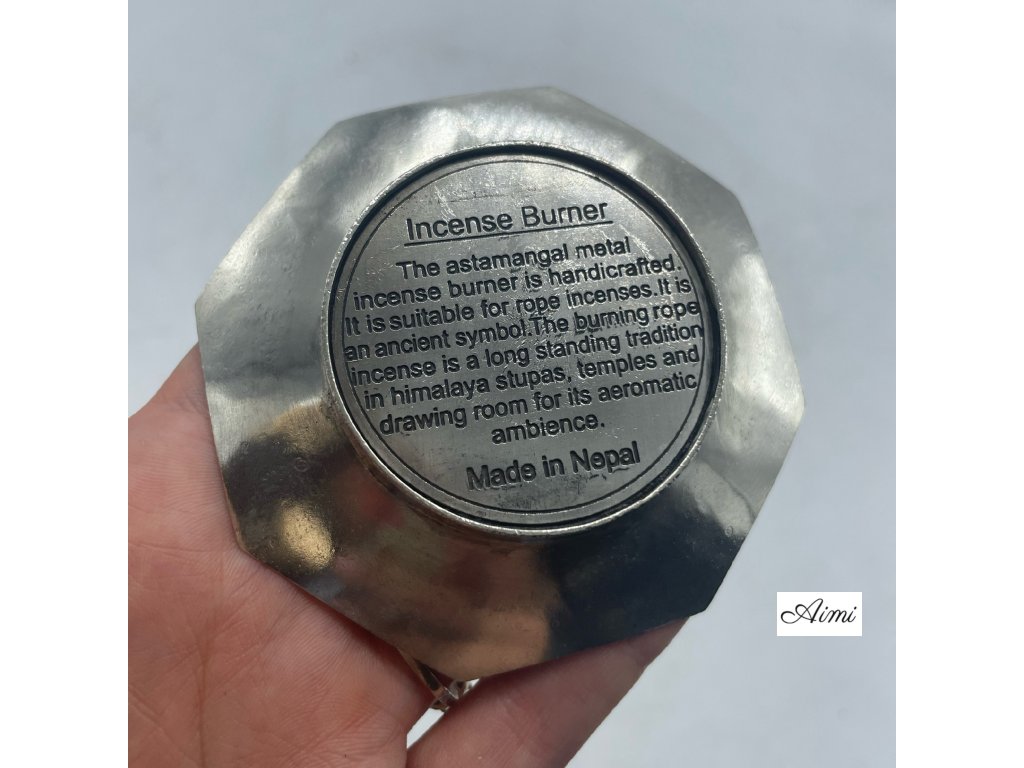 Incense Burner
The astamangal metal
incense burner is handicrafted.
It is suitable for rope incenses.It is
an ancient symbol.The burning rope
incense is a long standing tradition
in himalaya stupas, temples and
drawing room for its aeromatic
ambience.
Made in Nepal
Aimi